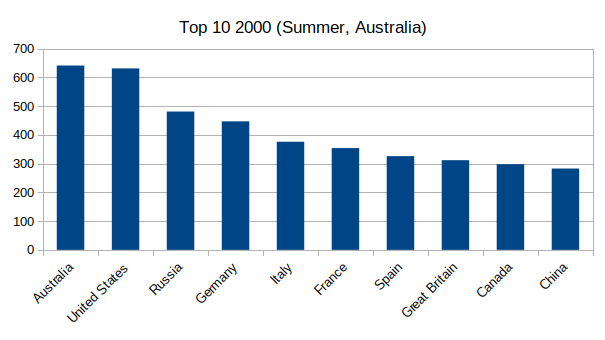 Top 10 2000 (Summer, Australia)
700
600
500
400
300
200
100
0
Australia
United States
Russia
Germany
Italy
France
Spain
Great Britain
Canada
China